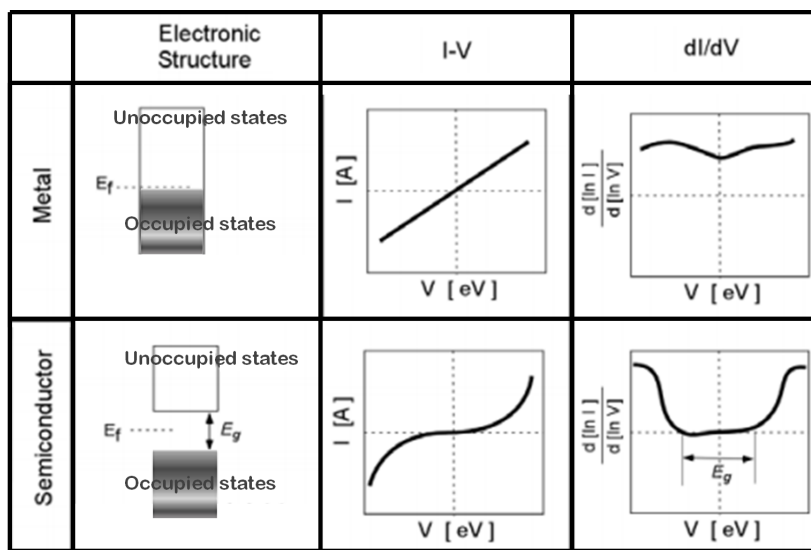 Electronic
Structure
I-V
dI/dV
Metal
Unoccupied states
Ef
Occupied states
I [A]
V [ eV ]
d [ln I ]
d [ln V]
V [ eV ]
Semiconductor
Unoccupied states
Ef
Eg
Occupied states
I [A]
V [ eV ]
d [ln I ]
d [ln V]
Eg
V [ eV ]